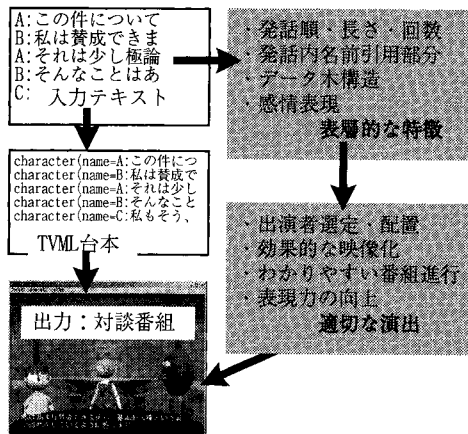 A:この件について
B:私は賛成できま
A:それは少し極論
B:そんなことはあ
C:
入力テキスト
・発話順・長さ・回数
・発話内名前引用部分
・データ木構造
・感情表現
表層的な特徴
character(name=A:この件につ
character(name=B:私は賛成で
character(name=A:それは少し
character(name=B:そんなこと
character(name=C:私もそう、
TVML台本
・出演者選定・配置
・効果的な映像化
・わかりやすい番組進行
・表現力の向上
適切な演出
出力：対談番組